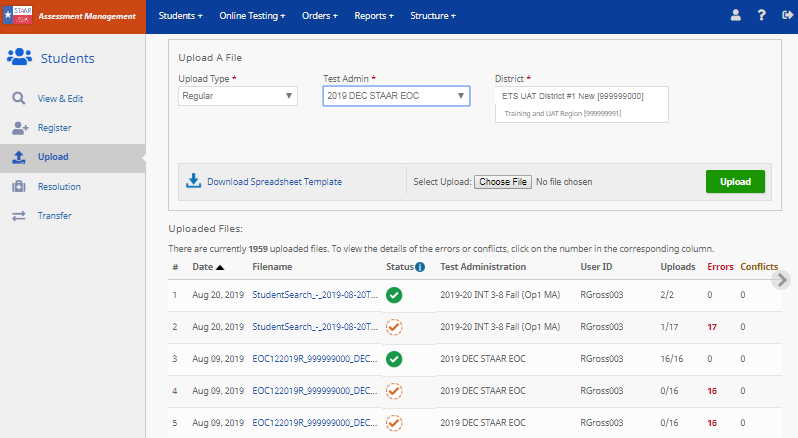 STAAR
Assessment Management
Students +
Online Testing +
Orders +
Reports +
Structure +
?
Students
View & Edit
Register
Upload
Resolution
Transfer
Upload A File
Upload Type *
Test Admin *
District *
Regular
2019 DEC STAAR EOC
ETS UAT District #1 New [999999000]
Training and UAT Region [999999991]
Download Spreadsheet Template
Select Upload: Choose File No file chosen
Upload
Uploaded Files:
There are currently 1959 uploaded files. To view the details of the errors or conflicts, click on the number in the corresponding column.
# Date Filename Status Test Administration User ID Uploads Errors Conflicts
1 Aug 20, 2019 StudentSearch_-_2019-08-20T... 2019-20 INT 3-8 Fall (Op1 MA) RGross003 2/2 0 0
2 Aug 20, 2019 StudentSearch_-_2019-08-20T... 2019-20 INT 3-8 Fall (Op1 MA) RGross003 1/17 17 0
3 Aug 09, 2019 EOC122019R_999999000_DEC... 2019 DEC STAAR EOC RGross003 16/16 0 0
4 Aug 09, 2019 EOC122019R_999999000_DEC... 2019 DEC STAAR EOC RGross003 0/16 16 0
5 Aug 09, 2019 EOC122019R_999999000_DEC... 2019 DEC STAAR EOC RGross003 0/16 16 0